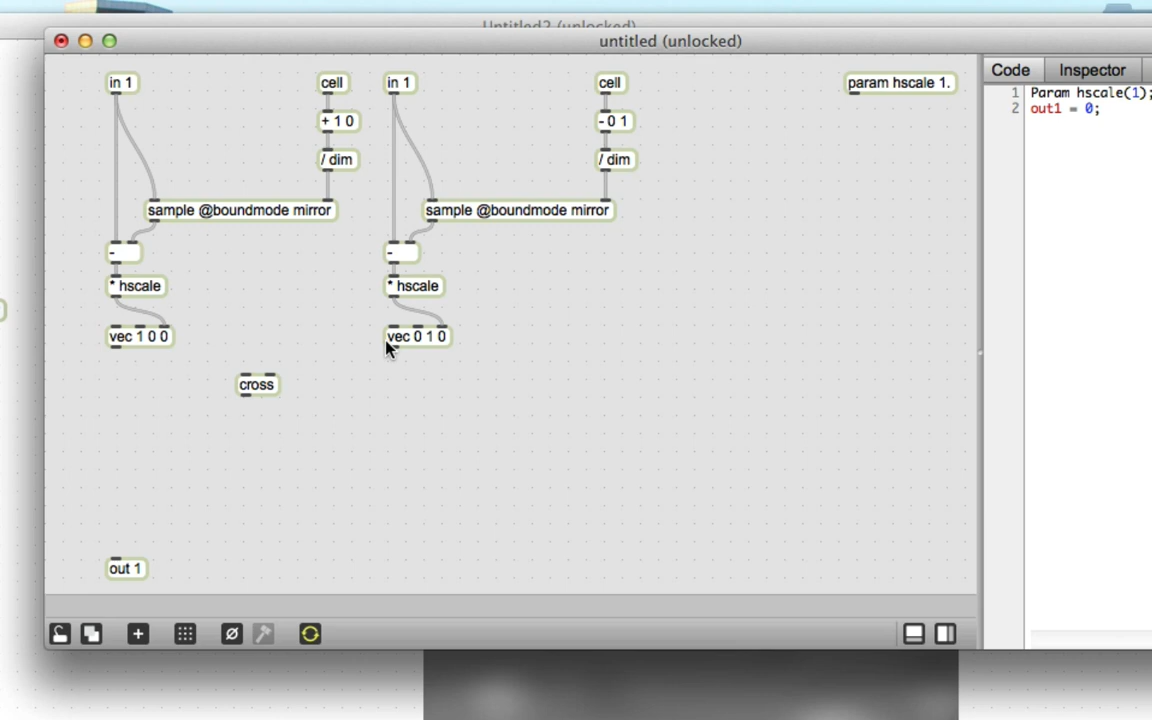 Untitled2 (unlocked)
untitled (unlocked)
in 1
cell
in 1
cell
param hscale 1.
+ 1 0
- 0 1
/ dim
/ dim
sample @boundmode mirror
sample @boundmode mirror
-
-
* hscale
* hscale
vec 1 0 0
vec 0 1 0
cross
out 1
Code
Inspector
1 Param hscale(1);
2 out1 = 0;